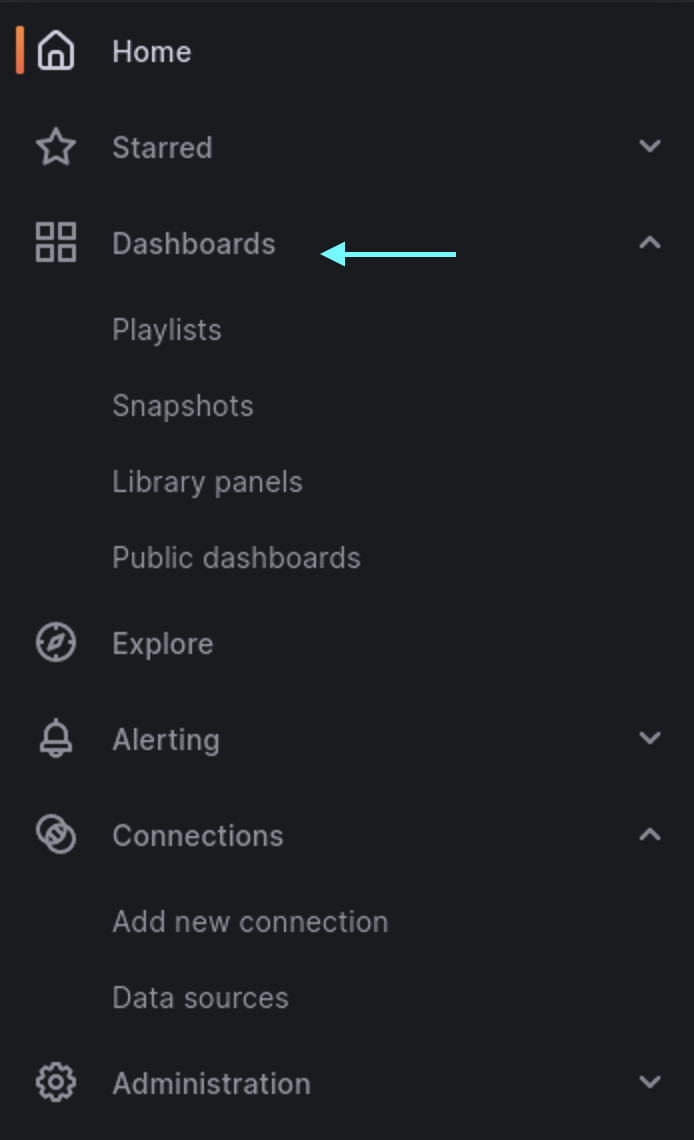 Home
Starred
Dashboards
Playlists
Snapshots
Library panels
Public dashboards
Explore
Alerting
Connections
Add new connection
Data sources
Administration